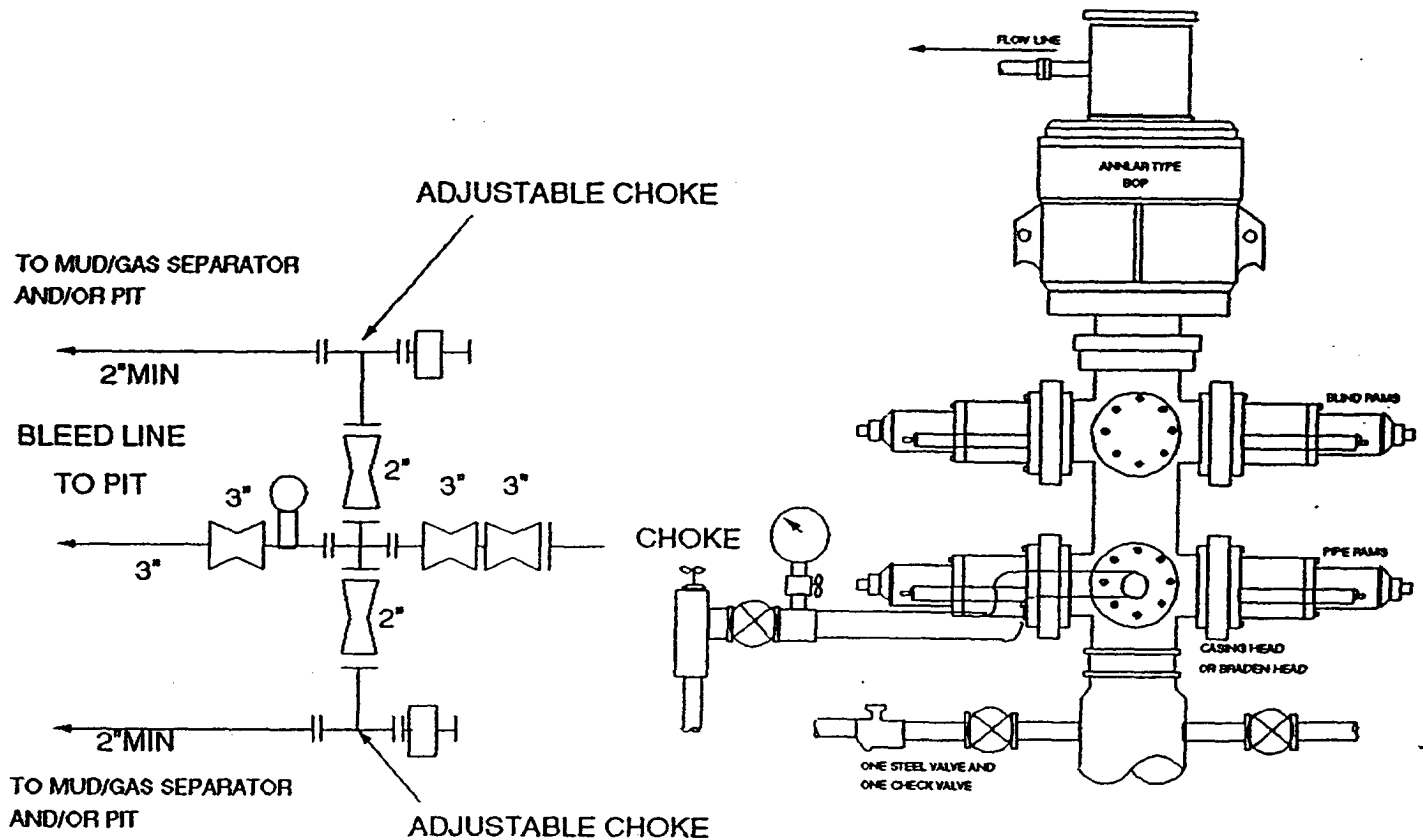 FLOW LINE
ANNLAR TYPE
BOP
ADJUSTABLE CHOKE
TO MUD/GAS SEPARATOR
AND/OR PIT
2"MIN
BLEED LINE
TO PIT
2"
3"
3" 3"
3"
2"
2"MIN
TO MUD/GAS SEPARATOR
AND/OR PIT
ADJUSTABLE CHOKE
CHOKE
BLIND RAMS
PIPE RAMS
CASING HEAD
OR BRADEN HEAD
ONE STEEL VALVE AND
ONE CHECK VALVE